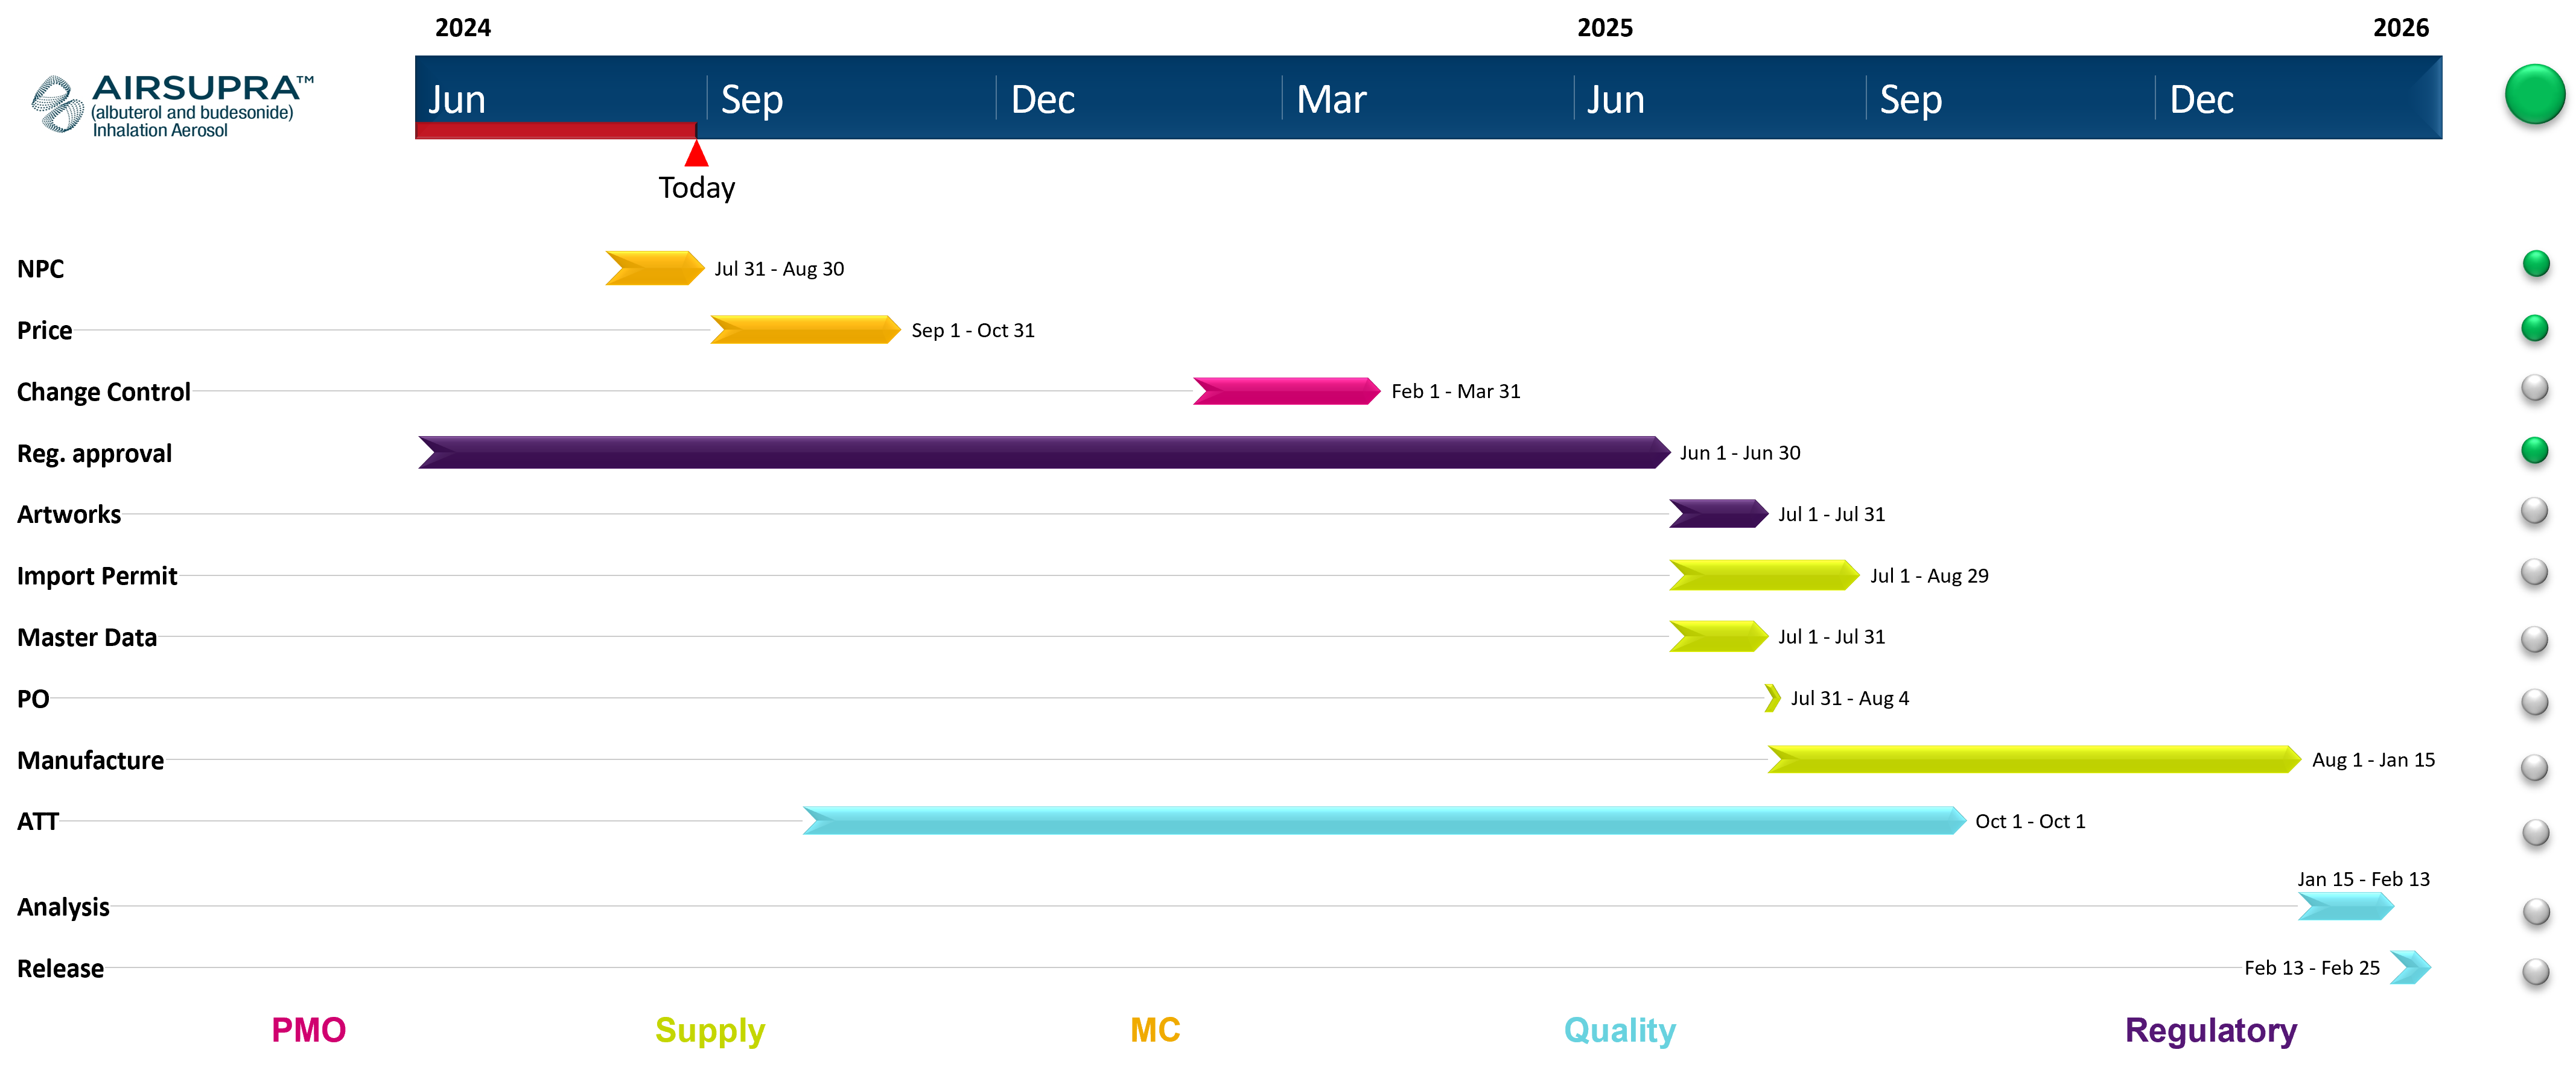 2024 2025 2026
AIRSUPRA™
(albuterol and budesonide)
Inhalation Aerosol
Jun Sep Dec Mar Jun Sep Dec
Today
NPC Jul 31 - Aug 30
Price Sep 1 - Oct 31
Change Control Feb 1 - Mar 31
Reg. approval Jun 1 - Jun 30
Artworks Jul 1 - Jul 31
Import Permit Jul 1 - Aug 29
Master Data Jul 1 - Jul 31
PO Jul 31 - Aug 4
Manufacture Aug 1 - Jan 15
ATT Oct 1 - Oct 1
Analysis Jan 15 - Feb 13
Release Feb 13 - Feb 25
PMO Supply MC Quality Regulatory